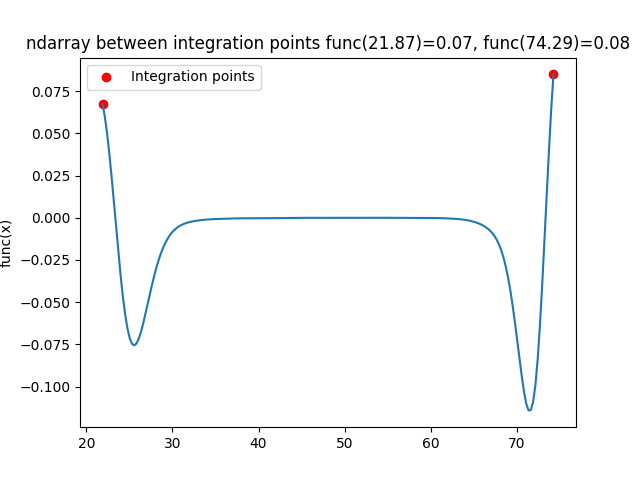 ndarray between integration points func(21.87)=0.07, func(74.29)=0.08
Integration points
0.075
0.050
0.025
0.000
−0.025
−0.050
−0.075
−0.100
func(x)
20 30 40 50 60 70